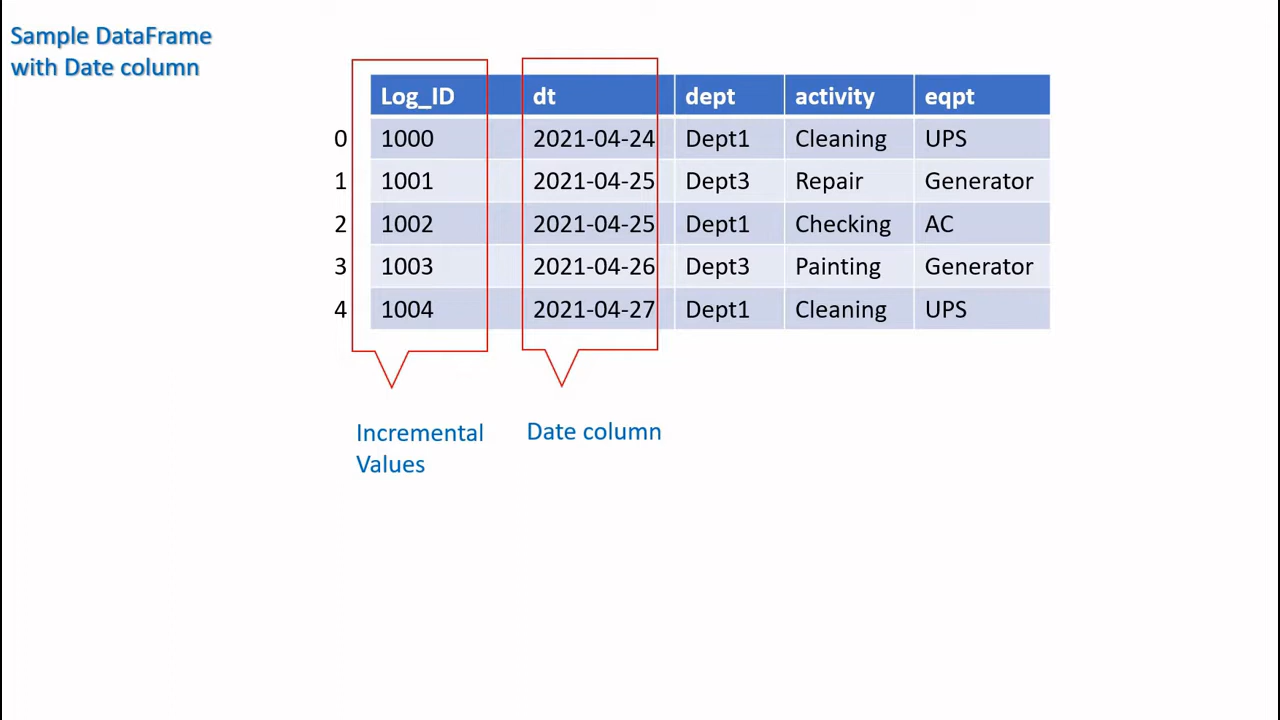 Sample DataFrame
with Date column
Log_ID dt dept activity eqpt
0 1000 2021-04-24 Dept1 Cleaning UPS
1 1001 2021-04-25 Dept3 Repair Generator
2 1002 2021-04-25 Dept1 Checking AC
3 1003 2021-04-26 Dept3 Painting Generator
4 1004 2021-04-27 Dept1 Cleaning UPS
Incremental
Values
Date column